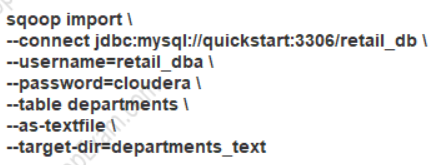 sqoop import \
--connect jdbc:mysql://quickstart:3306/retail_db \
--username=retail_dba \
--password=cloudera \
--table departments \
--as-textfile \
--target-dir=departments_text